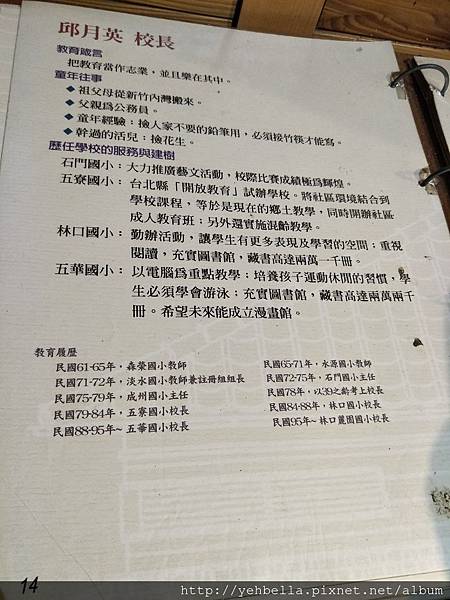 邱月英 校長
教育箴言
把教育當作志業，並且樂在其中。
童年往事
◆祖父母從新竹內灣搬來。
◆父親為公務員。
◆童年經驗：撿人家不要的鉛筆用，必須接竹筷才能寫。
◆幹過的活兒：撿花生。
歷任學校的服務與建樹
石門國小：大力推廣藝文活動，校際比賽成績極為輝煌。
五寮國小：台北縣「開放教育」試辦學校。將社區環境結合到
學校課程，等於是現在的鄉土教學，同時開辦社區
成人教育班；另外還實施混齡教學。
林口國小：勤辦活動，讓學生有更多表現及學習的空間；重視
閱讀，充實圖書館，藏書高達兩萬一千冊。
五華國小：以電腦為重點教學；培養孩子運動休閒的習慣，學
生必須學會游泳；充實圖書館，藏書高達兩萬兩千
冊。希望未來能成立漫畫館。
教育履歷
民國61-65年，森榮國小教師
民國65-71年，永源國小教師
民國71-72年，淡水國小教師兼註冊組組長
民國72-75年，石門國小主任
民國75-79年，成州國小主任
民國78年，以39之齡考上校長
民國79-84年，五寮國小校長
民國84-88年，林口國小校長
民國88-95年~ 五華國小校長
民國95年~ 林口麗園國小校長
14
http://yehbella.pixnet.net/album